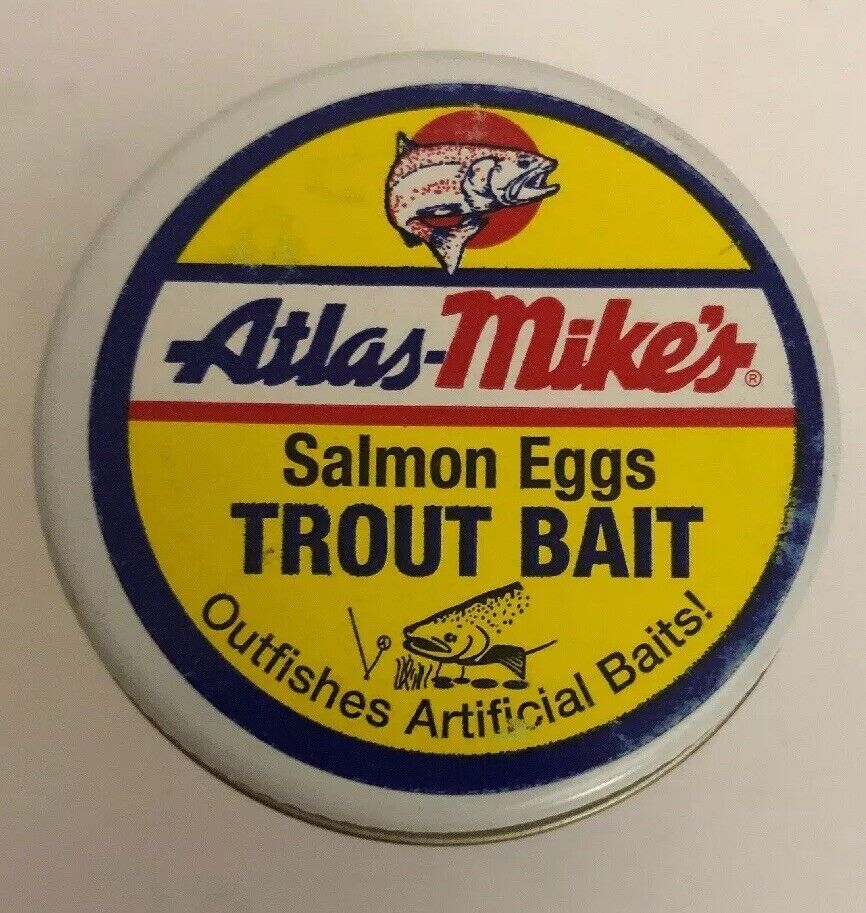 Atlas-Mike's®
Salmon Eggs
TROUT BAIT
Outfishes Artificial Baits!